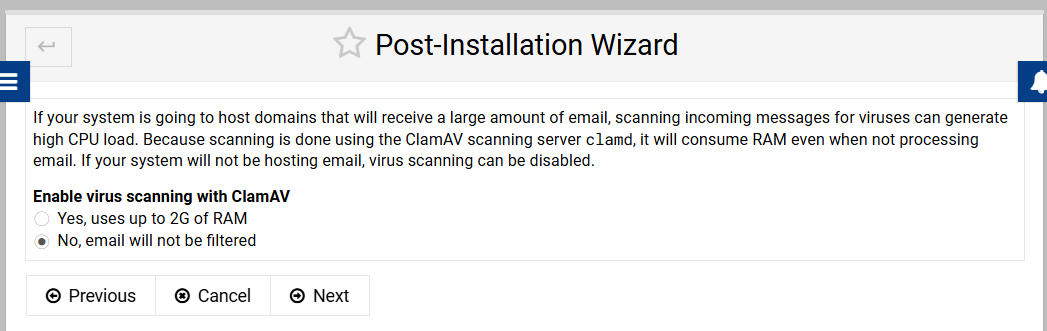 Post-Installation Wizard
If your system is going to host domains that will receive a large amount of email, scanning incoming messages for viruses can generate
high CPU load. Because scanning is done using the ClamAV scanning server clamd, it will consume RAM even when not processing
email. If your system will not be hosting email, virus scanning can be disabled.
Enable virus scanning with ClamAV
Yes, uses up to 2G of RAM
No, email will not be filtered
Previous Cancel Next